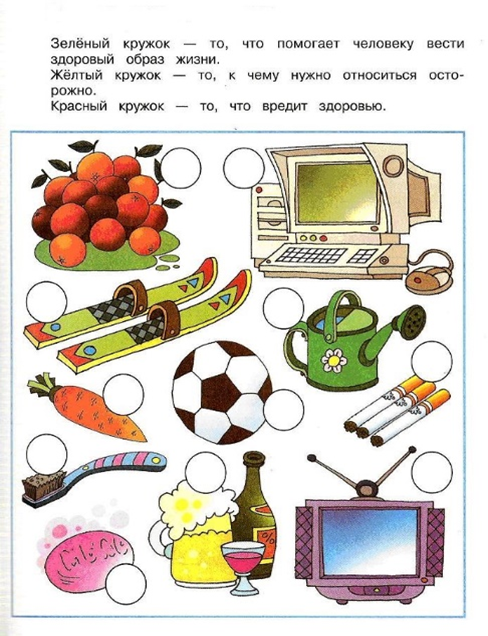 Зелёный кружок — то, что помогает человеку вести
здоровый образ жизни.
Жёлтый кружок — то, к чему нужно относиться осто-
рожно.
Красный кружок — то, что вредит здоровью.
%